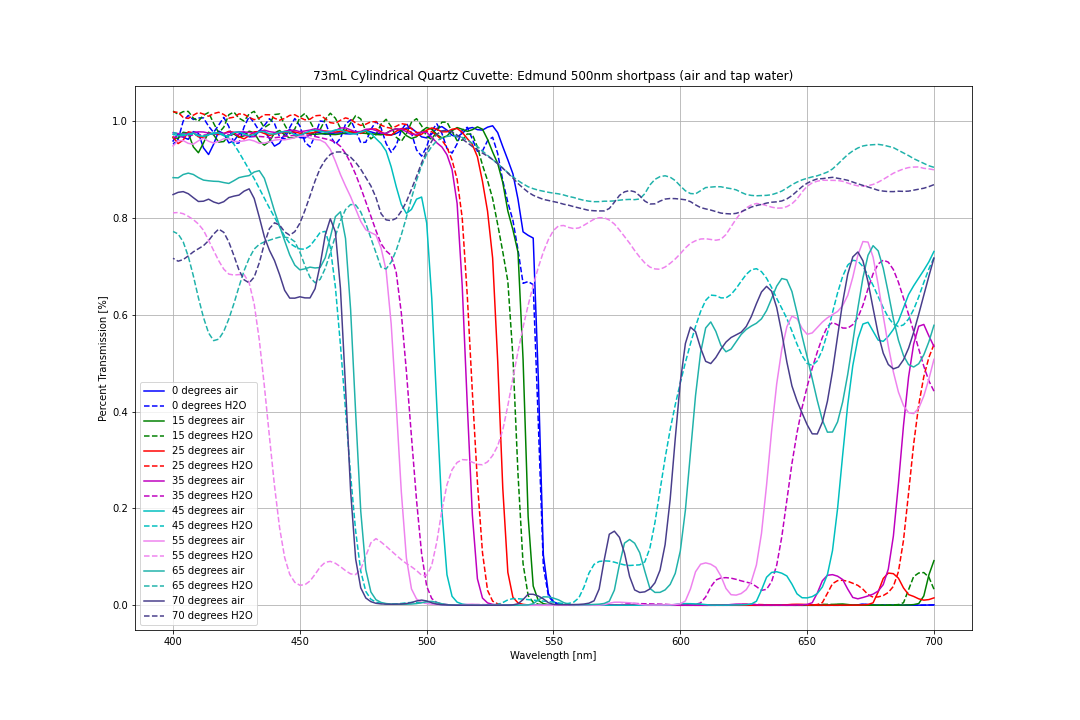 73mL Cylindrical Quartz Cuvette: Edmund 500nm shortpass (air and tap water)
Percent Transmission [%]
1.0
0.8
0.6
0.4
0.2
0.0
0 degrees air
0 degrees H2O
15 degrees air
15 degrees H2O
25 degrees air
25 degrees H2O
35 degrees air
35 degrees H2O
45 degrees air
45 degrees H2O
55 degrees air
55 degrees H2O
65 degrees air
65 degrees H2O
70 degrees air
70 degrees H2O
400 450 500 550 600 650 700
Wavelength [nm]